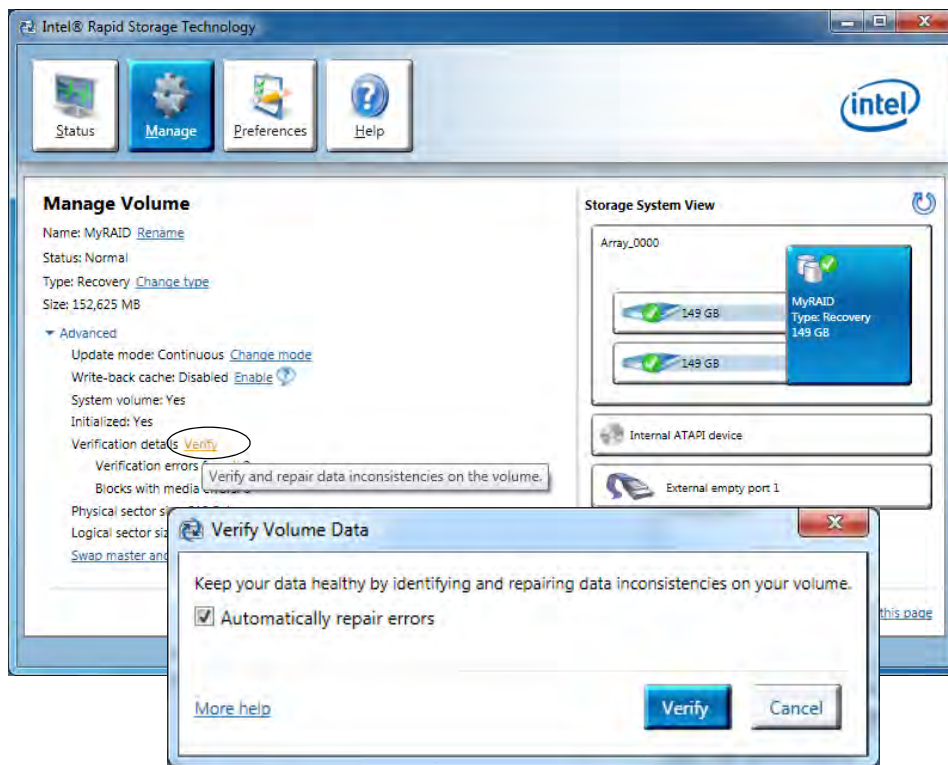 Intel® Rapid Storage Technology
Status
Manage
Preferences
Help
intel
Manage Volume
Name: MyRAID Rename
Status: Normal
Type: Recovery Change type
Size: 152,625 MB
Advanced
Update mode: Continuous Change mode
Write-back cache: Disabled Enable
System volume: Yes
Initialized: Yes
Verification details Verify
Verification errors
Verify and repair data inconsistencies on the volume.
Blocks with media
Physical sector
Logical sector
Swap master
Storage System View
Array_0000
149 GB
149 GB
MyRAID
Type: Recovery
149 GB
Internal ATAPI device
External empty port 1
this page
Verify Volume Data
Keep your data healthy by identifying and repairing data inconsistencies on your volume.
Automatically repair errors
More help
Verify
Cancel